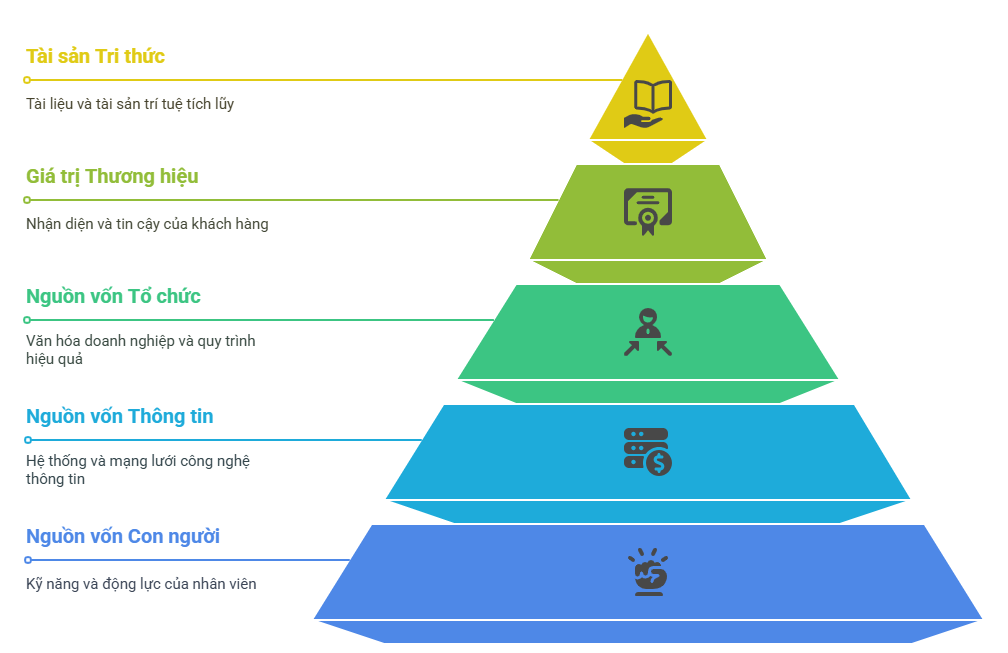 Tài sản Tri thức
Tài liệu và tài sản trí tuệ tích lũy
Giá trị Thương hiệu
Nhận diện và tin cậy của khách hàng
Nguồn vốn Tổ chức
Văn hóa doanh nghiệp và quy trình
hiệu quả
Nguồn vốn Thông tin
Hệ thống và mạng lưới công nghệ
thông tin
Nguồn vốn Con người
Kỹ năng và động lực của nhân viên